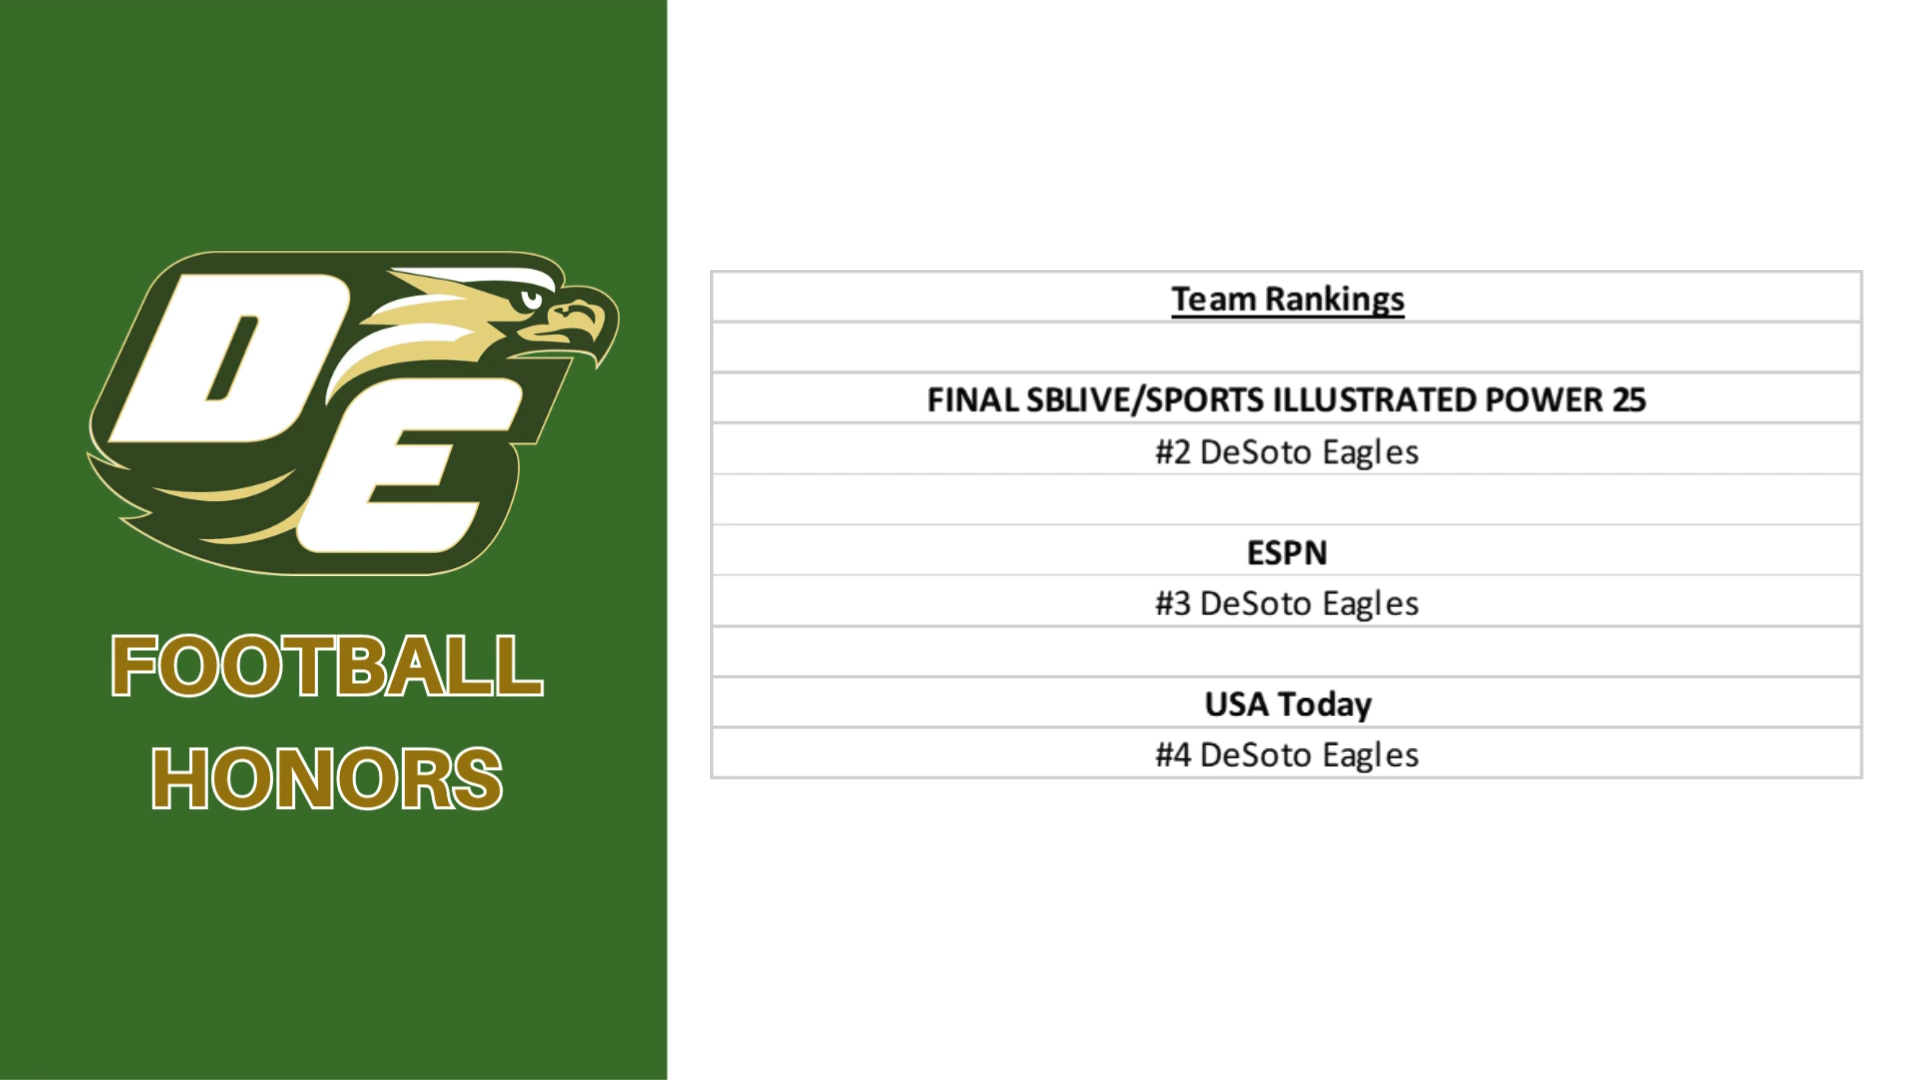 DE
FOOTBALL
HONORS
Team Rankings
FINAL SBLIVE/SPORTS ILLUSTRATED POWER 25
#2 DeSoto Eagles
ESPN
#3 DeSoto Eagles
USA Today
#4 DeSoto Eagles